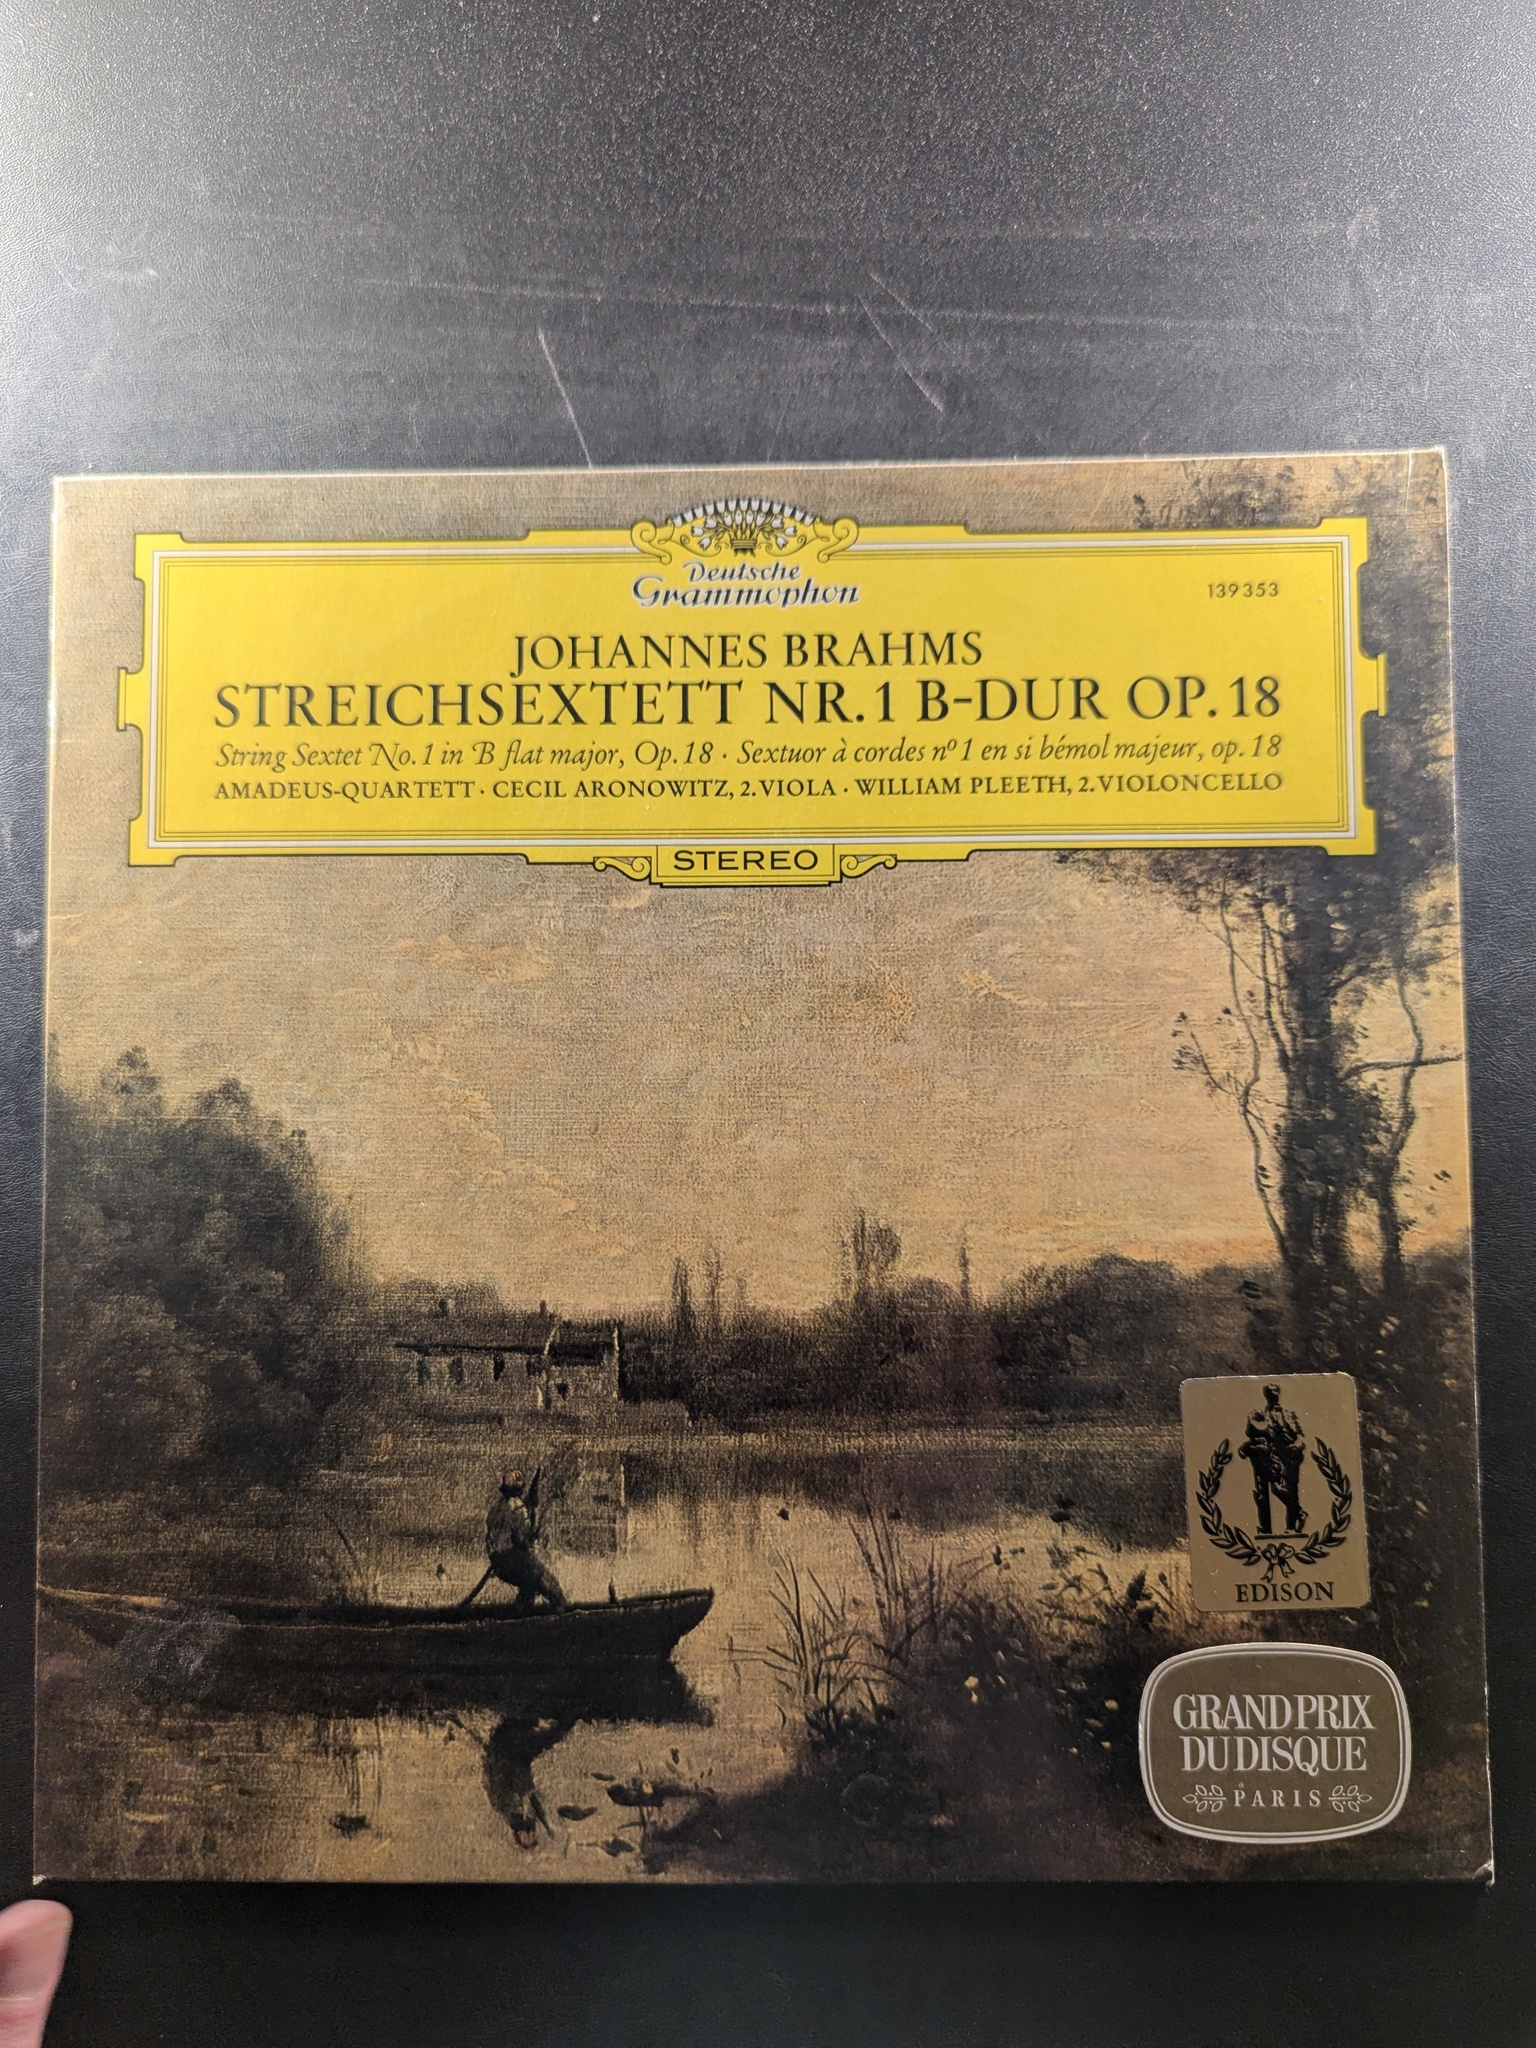 Deutsche
Grammophon
139 353
JOHANNES BRAHMS
STREICHSEXTETT NR. 1 B-DUR OP. 18
String Sextet No. 1 in B flat major, Op. 18 · Sextuor à cordes nº 1 en si bémol majeur, op. 18
AMADEUS-QUARTETT · CECIL ARONOWITZ, 2. VIOLA · WILLIAM PLEETH, 2. VIOLONCELLO
STEREO
EDISON
GRAND PRIX
DU DISQUE
PARIS